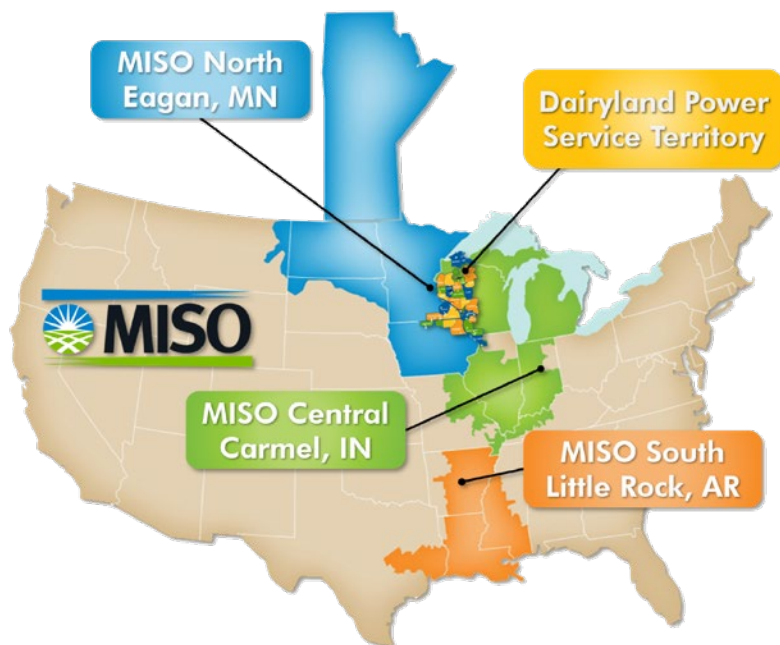 MISO North
Eagan, MN
Dairyland Power
Service Territory
MISO
MISO Central
Carmel, IN
MISO South
Little Rock, AR